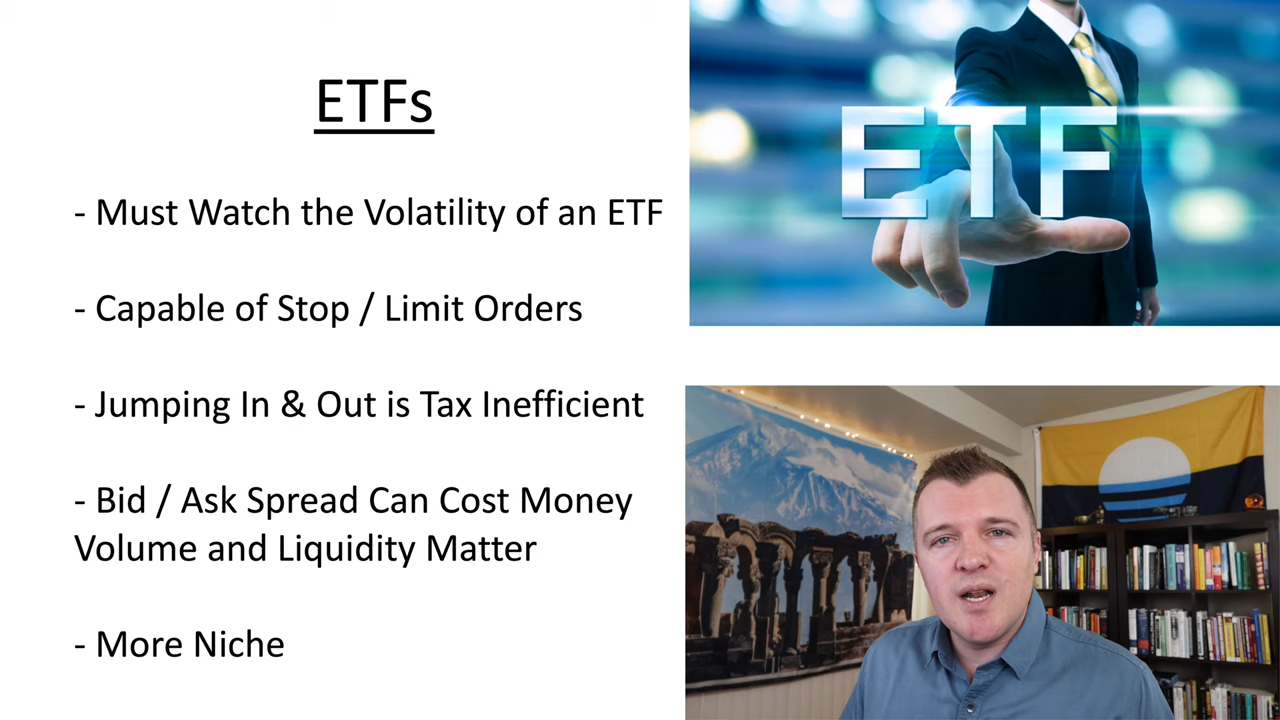 ETFs
- Must Watch the Volatility of an ETF
- Capable of Stop / Limit Orders
- Jumping In & Out is Tax Inefficient
- Bid / Ask Spread Can Cost Money
Volume and Liquidity Matter
- More Niche
ETF